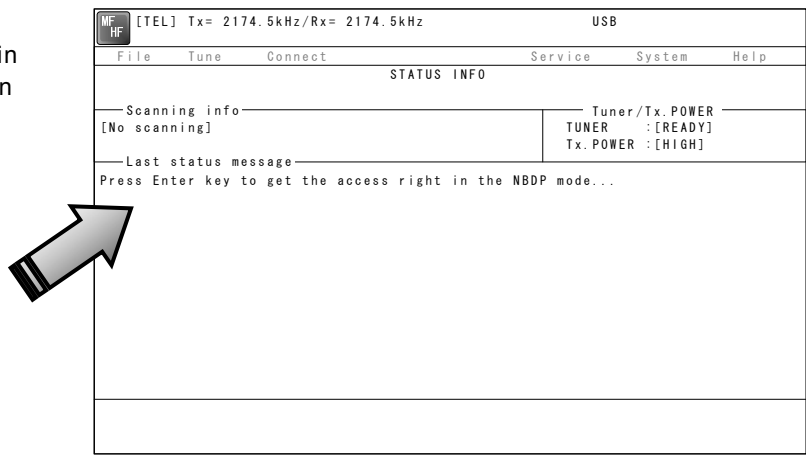 in
n
MF
HF
[TEL] Tx= 2174.5kHz/Rx= 2174.5kHz USB
File Tune Connect Service System Help
STATUS INFO
Scanning info
[No scanning]
Tuner/Tx.POWER
TUNER :[READY]
Tx.POWER :[HIGH]
Last status message
Press Enter key to get the access right in the NBDP mode...